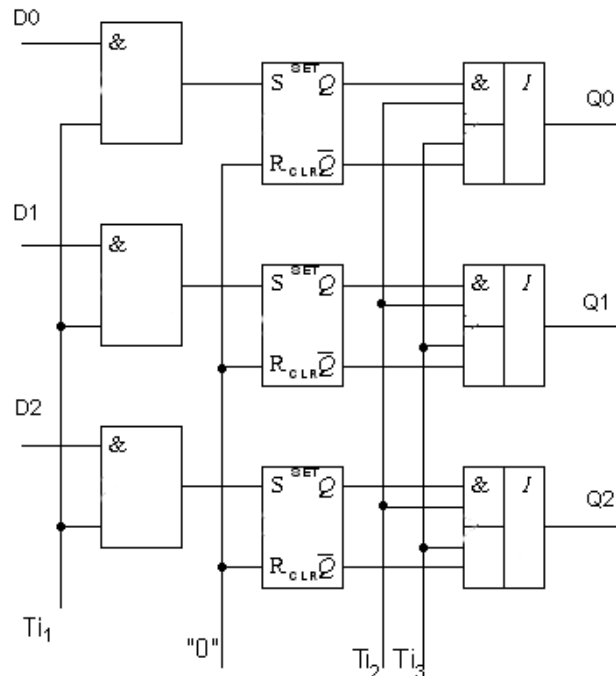 D0
&
S SET Q
R CLR Q̅
& I
Q0
D1
&
S SET Q
R CLR Q̅
& I
Q1
D2
&
S SET Q
R CLR Q̅
& I
Q2
Ti₁
"0"
Ti₂
Ti₃